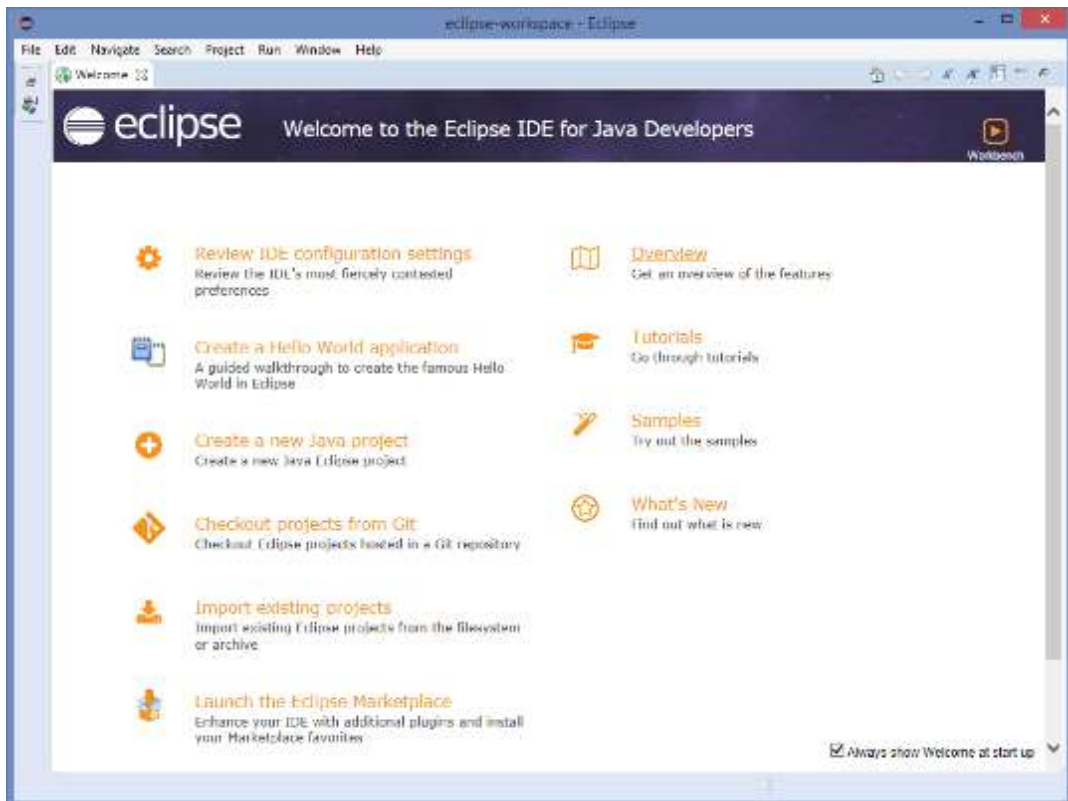 eclipse-workspace - Eclipse
File Edit Navigate Search Project Run Window Help
Welcome
eclipse Welcome to the Eclipse IDE for Java Developers
Workbench
Review IDE configuration settings
Review the IDE's most fiercely contested
preferences
Create a Hello World application
A guided walkthrough to create the famous Hello
World in Eclipse
Create a new Java project
Create a new Java Eclipse project
Checkout projects from Git
Checkout Eclipse projects hosted in a Git repository
Import existing projects
Import existing Eclipse projects from the filesystem
or archive
Launch the Eclipse Marketplace
Enhance your IDE with additional plugins and install
your Marketplace favorites
Overview
Get an overview of the features
Tutorials
Go through tutorials
Samples
Try out the samples
What's New
Find out what is new
Always show Welcome at start up